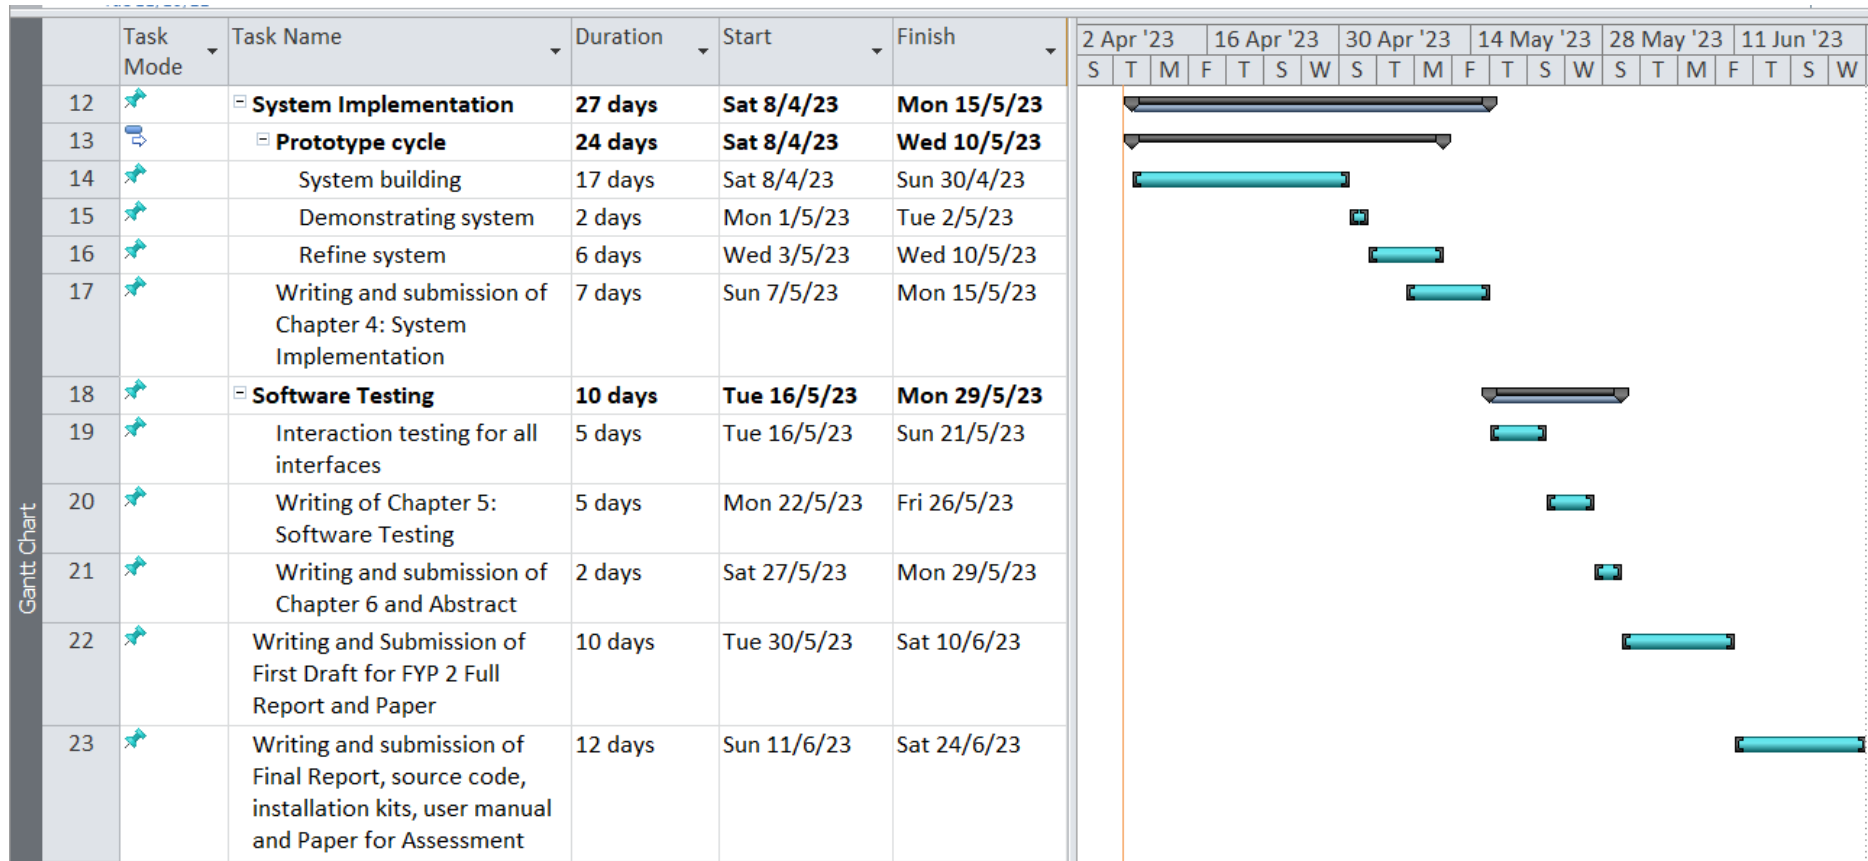 Task Mode Task Name Duration Start Finish 2 Apr '23 16 Apr '23 30 Apr '23 14 May '23 28 May '23 11 Jun '23
S T M F T S W S T M F T S W S T M F T S W
12 System Implementation 27 days Sat 8/4/23 Mon 15/5/23
13 Prototype cycle 24 days Sat 8/4/23 Wed 10/5/23
14 System building 17 days Sat 8/4/23 Sun 30/4/23
15 Demonstrating system 2 days Mon 1/5/23 Tue 2/5/23
16 Refine system 6 days Wed 3/5/23 Wed 10/5/23
17 Writing and submission of 7 days Sun 7/5/23 Mon 15/5/23
Chapter 4: System
Implementation
18 Software Testing 10 days Tue 16/5/23 Mon 29/5/23
19 Interaction testing for all 5 days Tue 16/5/23 Sun 21/5/23
interfaces
20 Writing of Chapter 5: 5 days Mon 22/5/23 Fri 26/5/23
Software Testing
21 Writing and submission of 2 days Sat 27/5/23 Mon 29/5/23
Chapter 6 and Abstract
22 Writing and Submission of 10 days Tue 30/5/23 Sat 10/6/23
First Draft for FYP 2 Full
Report and Paper
23 Writing and submission of 12 days Sun 11/6/23 Sat 24/6/23
Final Report, source code,
installation kits, user manual
and Paper for Assessment
Gantt Chart